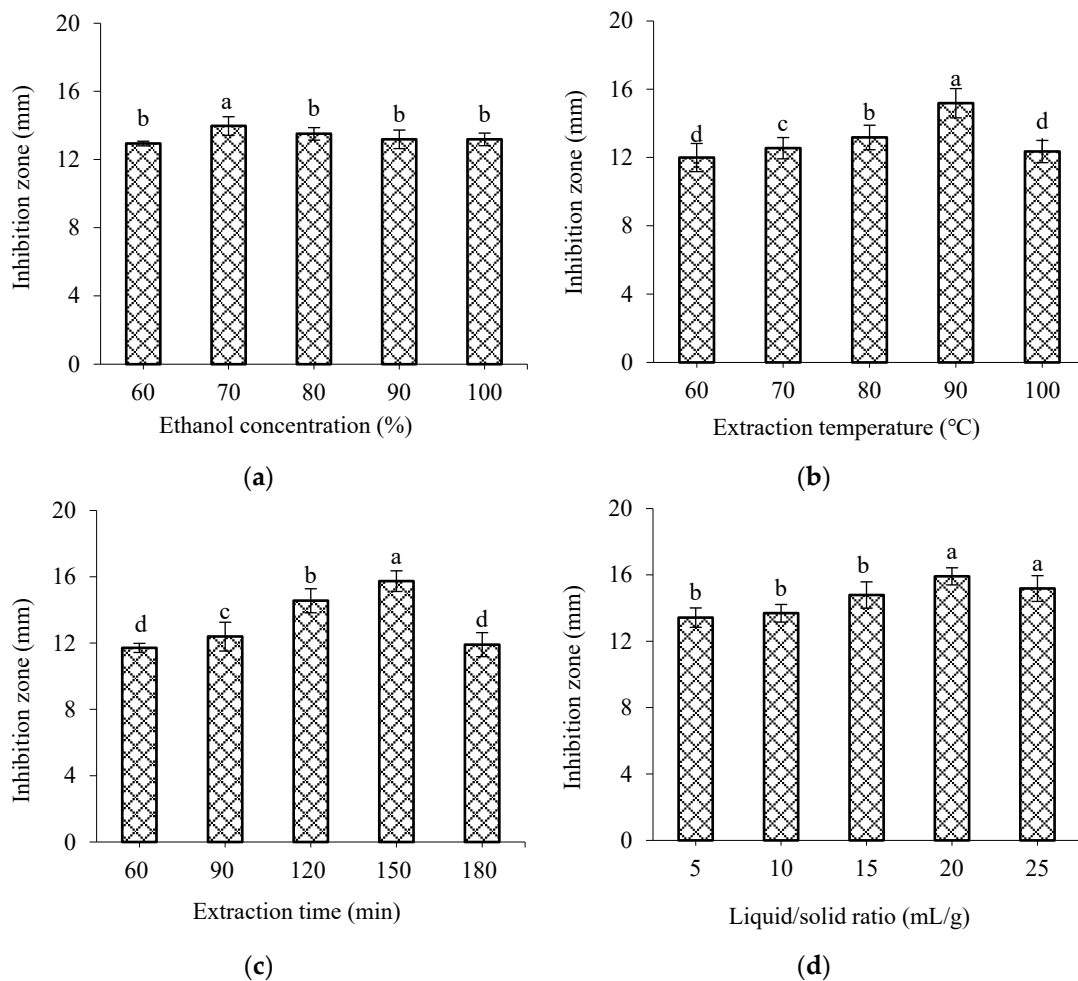 20
16
12
8
4
0
Inhibition zone (mm)
b
a
b
b
b
60 70 80 90 100
Ethanol concentration (%)
(a)
20
16
12
8
4
0
Inhibition zone (mm)
d
c
b
a
d
60 70 80 90 100
Extraction temperature (℃)
(b)
20
16
12
8
4
0
Inhibition zone (mm)
d
c
b
a
d
60 90 120 150 180
Extraction time (min)
(c)
20
16
12
8
4
0
Inhibition zone (mm)
b
b
b
a
a
5 10 15 20 25
Liquid/solid ratio (mL/g)
(d)